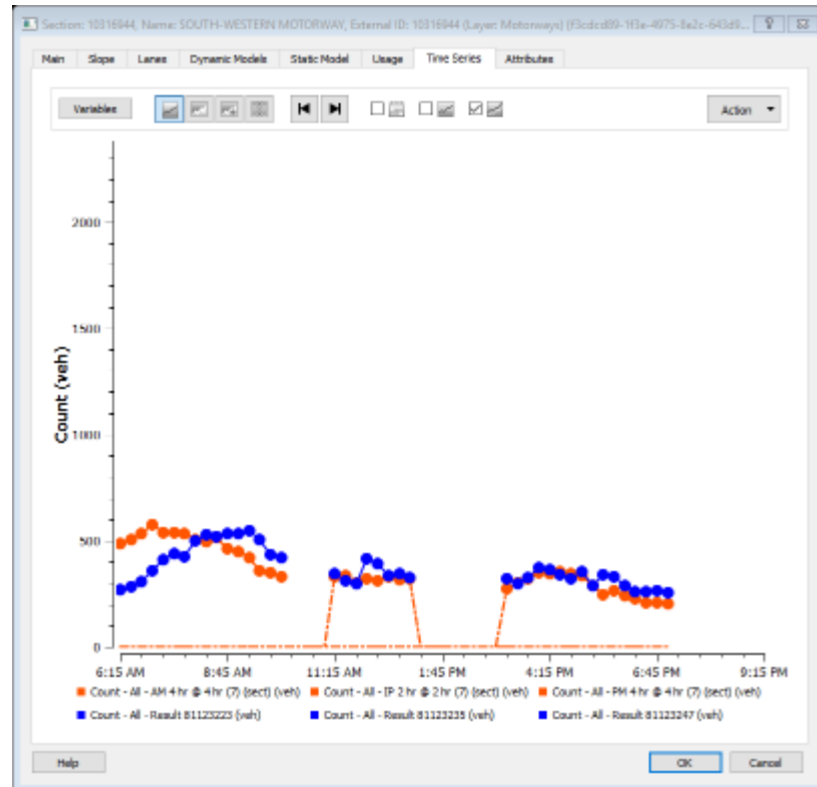 Section: 10316944, Name: SOUTH-WESTERN MOTORWAY, External ID: 10316944 (Layer: Motorways) {f3cdcd89-1f3e-4975-8e2c-643d9...
Main Slope Lanes Dynamic Models Static Model Usage Time Series Attributes
Variables Action
Count (veh)
2000
1500
1000
500
0
6:15 AM 8:45 AM 11:15 AM 1:45 PM 4:15 PM 6:45 PM 9:15 PM
Count - All - AM 4 hr @ 4 hr (7) (sect) (veh) Count - All - IP 2 hr @ 2 hr (7) (sect) (veh) Count - All - PM 4 hr @ 4 hr (7) (sect) (veh)
Count - All - Result 81123223 (veh) Count - All - Result 81123235 (veh) Count - All - Result 81123247 (veh)
Help OK Cancel